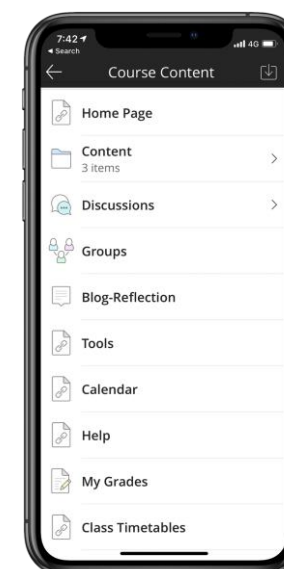 7:42
4G
Search
Course Content
Home Page
Content
3 items
Discussions
Groups
Blog-Reflection
Tools
Calendar
Help
My Grades
Class Timetables